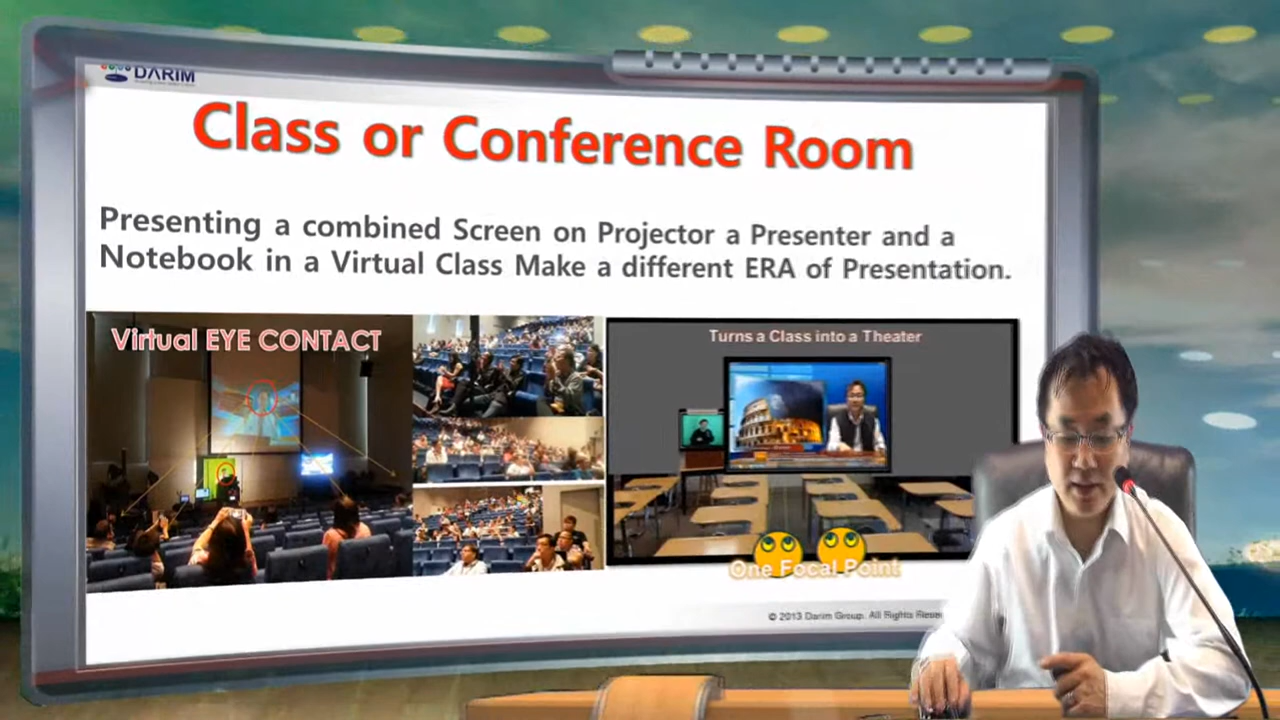 DARIM
Class or Conference Room
Presenting a combined Screen on Projector a Presenter and a
Notebook in a Virtual Class Make a different ERA of Presentation.
Virtual EYE CONTACT
Turns a Class into a Theater
One Focal Point
© 2013 Darim Group. All Rights